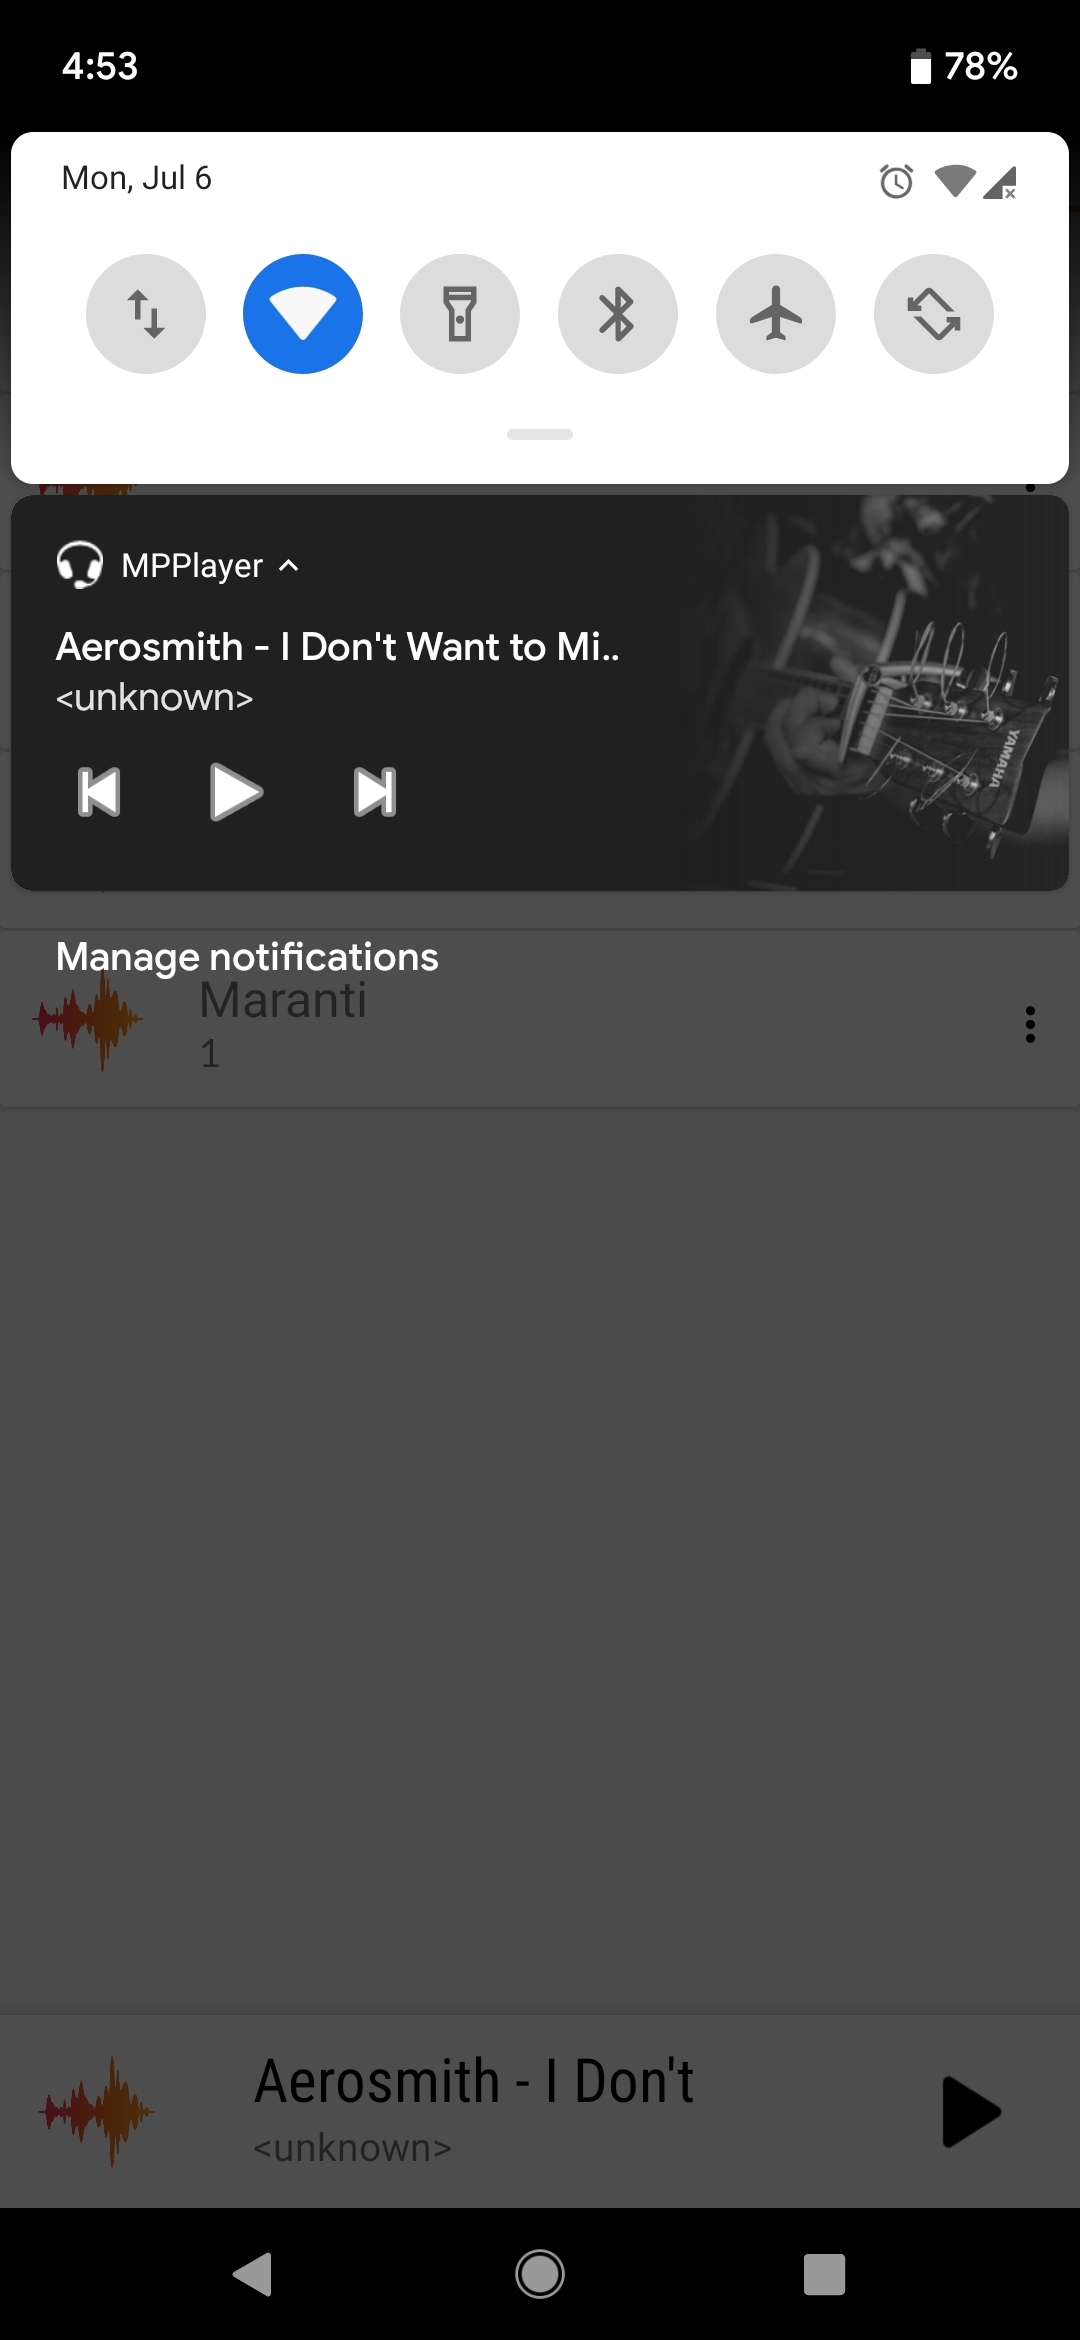 4:53
78%
Mon, Jul 6
MPPlayer
Aerosmith - I Don't Want to Mi..
<unknown>
YAMAHA
Manage notifications
Maranti
1
Aerosmith - I Don't
<unknown>